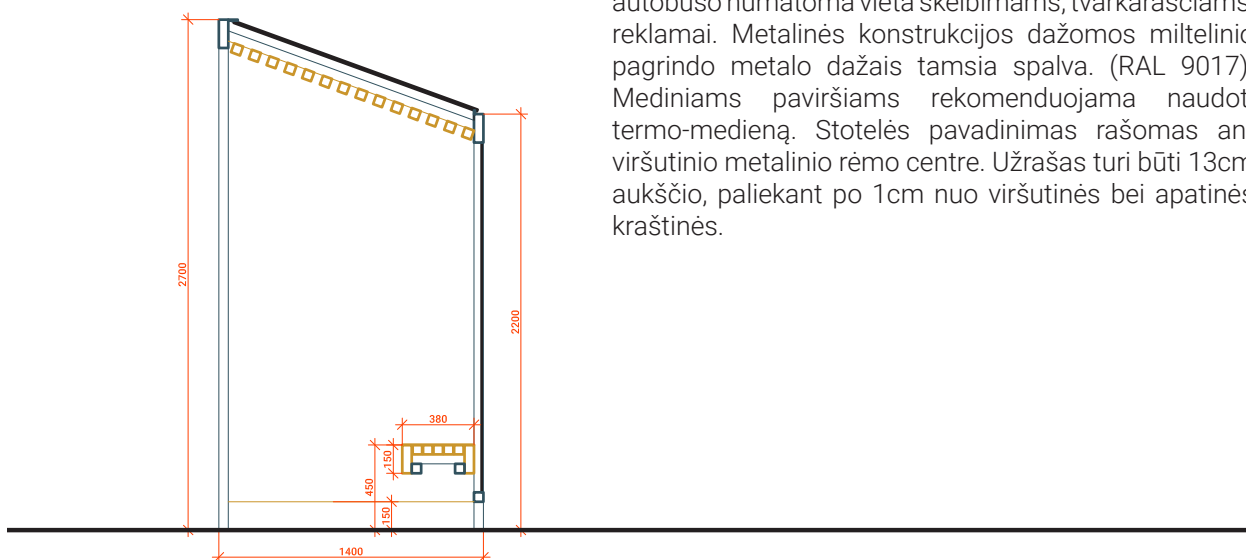 autobuso numatoma vieta skelbimams, tvarkaraščiams
reklamai. Metalinės konstrukcijos dažomos miltelinio
pagrindo metalo dažais tamsia spalva. (RAL 9017)
Mediniams paviršiams rekomenduojama naudot
termo-medieną. Stotelės pavadinimas rašomas an
viršutinio metalinio rėmo centre. Užrašas turi būti 13cm
aukščio, paliekant po 1cm nuo viršutinės bei apatinės
kraštinės.
2700
2200
380
150
450
150
1400